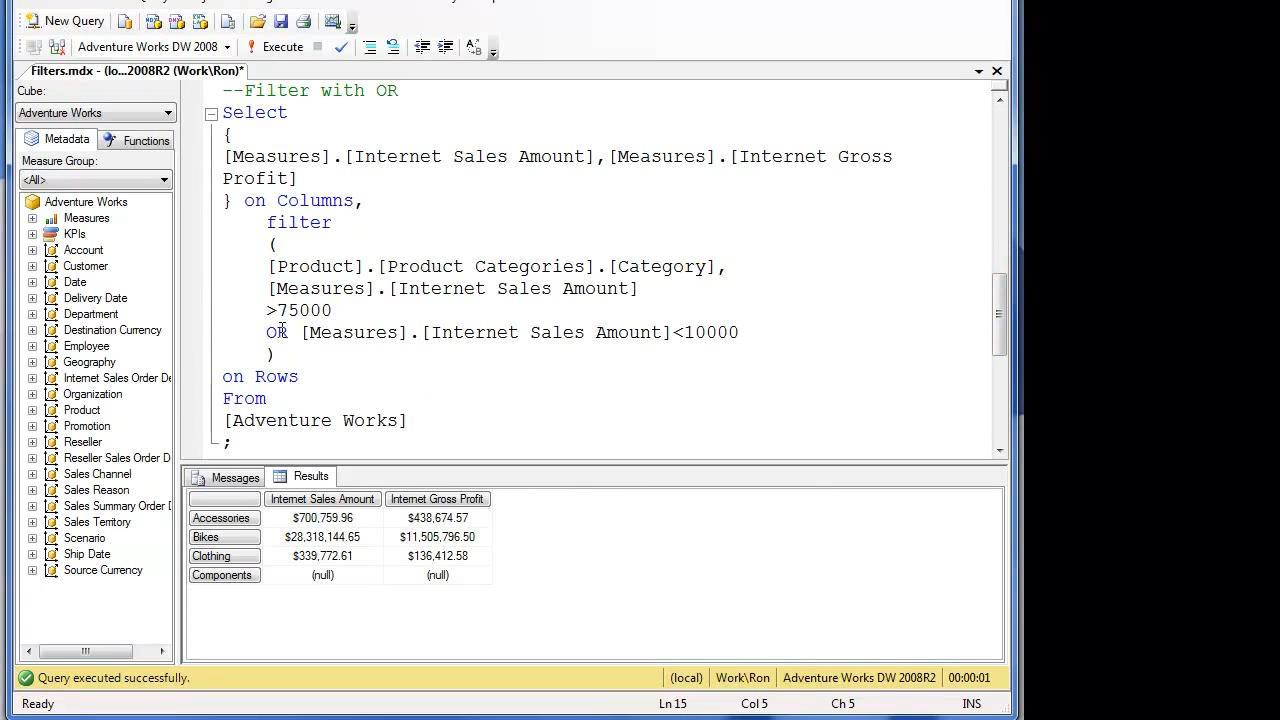 New Query
Adventure Works DW 2008
Execute
Filters.mdx - (lo...2008R2 (Work\Ron)*
Cube:
Adventure Works
Metadata
Functions
Measure Group:
<All>
Adventure Works
Measures
KPIs
Account
Customer
Date
Delivery Date
Department
Destination Currency
Employee
Geography
Internet Sales Order De
Organization
Product
Promotion
Reseller
Reseller Sales Order D
Sales Channel
Sales Reason
Sales Summary Order D
Sales Territory
Scenario
Ship Date
Source Currency
--Filter with OR
Select
{
[Measures].[Internet Sales Amount],[Measures].[Internet Gross
Profit]
} on Columns,
filter
(
[Product].[Product Categories].[Category],
[Measures].[Internet Sales Amount]
>75000
OR [Measures].[Internet Sales Amount]<10000
)
on Rows
From
[Adventure Works]
;
Messages
Results
Internet Sales Amount Internet Gross Profit
Accessories $700,759.96 $438,674.57
Bikes $28,318,144.65 $11,505,796.50
Clothing $339,772.61 $136,412.58
Components (null) (null)
Query executed successfully.
(local)
Work\Ron
Adventure Works DW 2008R2
00:00:01
Ready
Ln 15
Col 5
Ch 5
INS